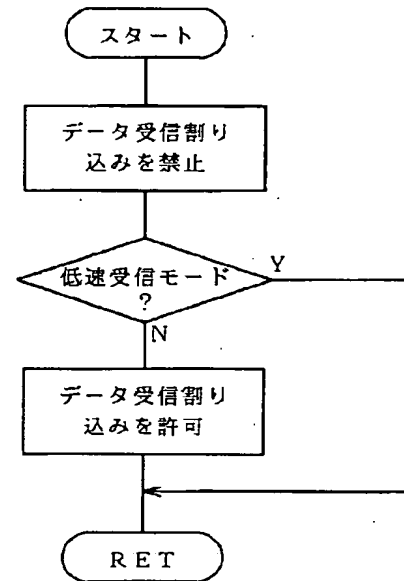 スタート
データ受信割り
込みを禁止
低速受信モード
?
Y
N
データ受信割り
込みを許可
RET